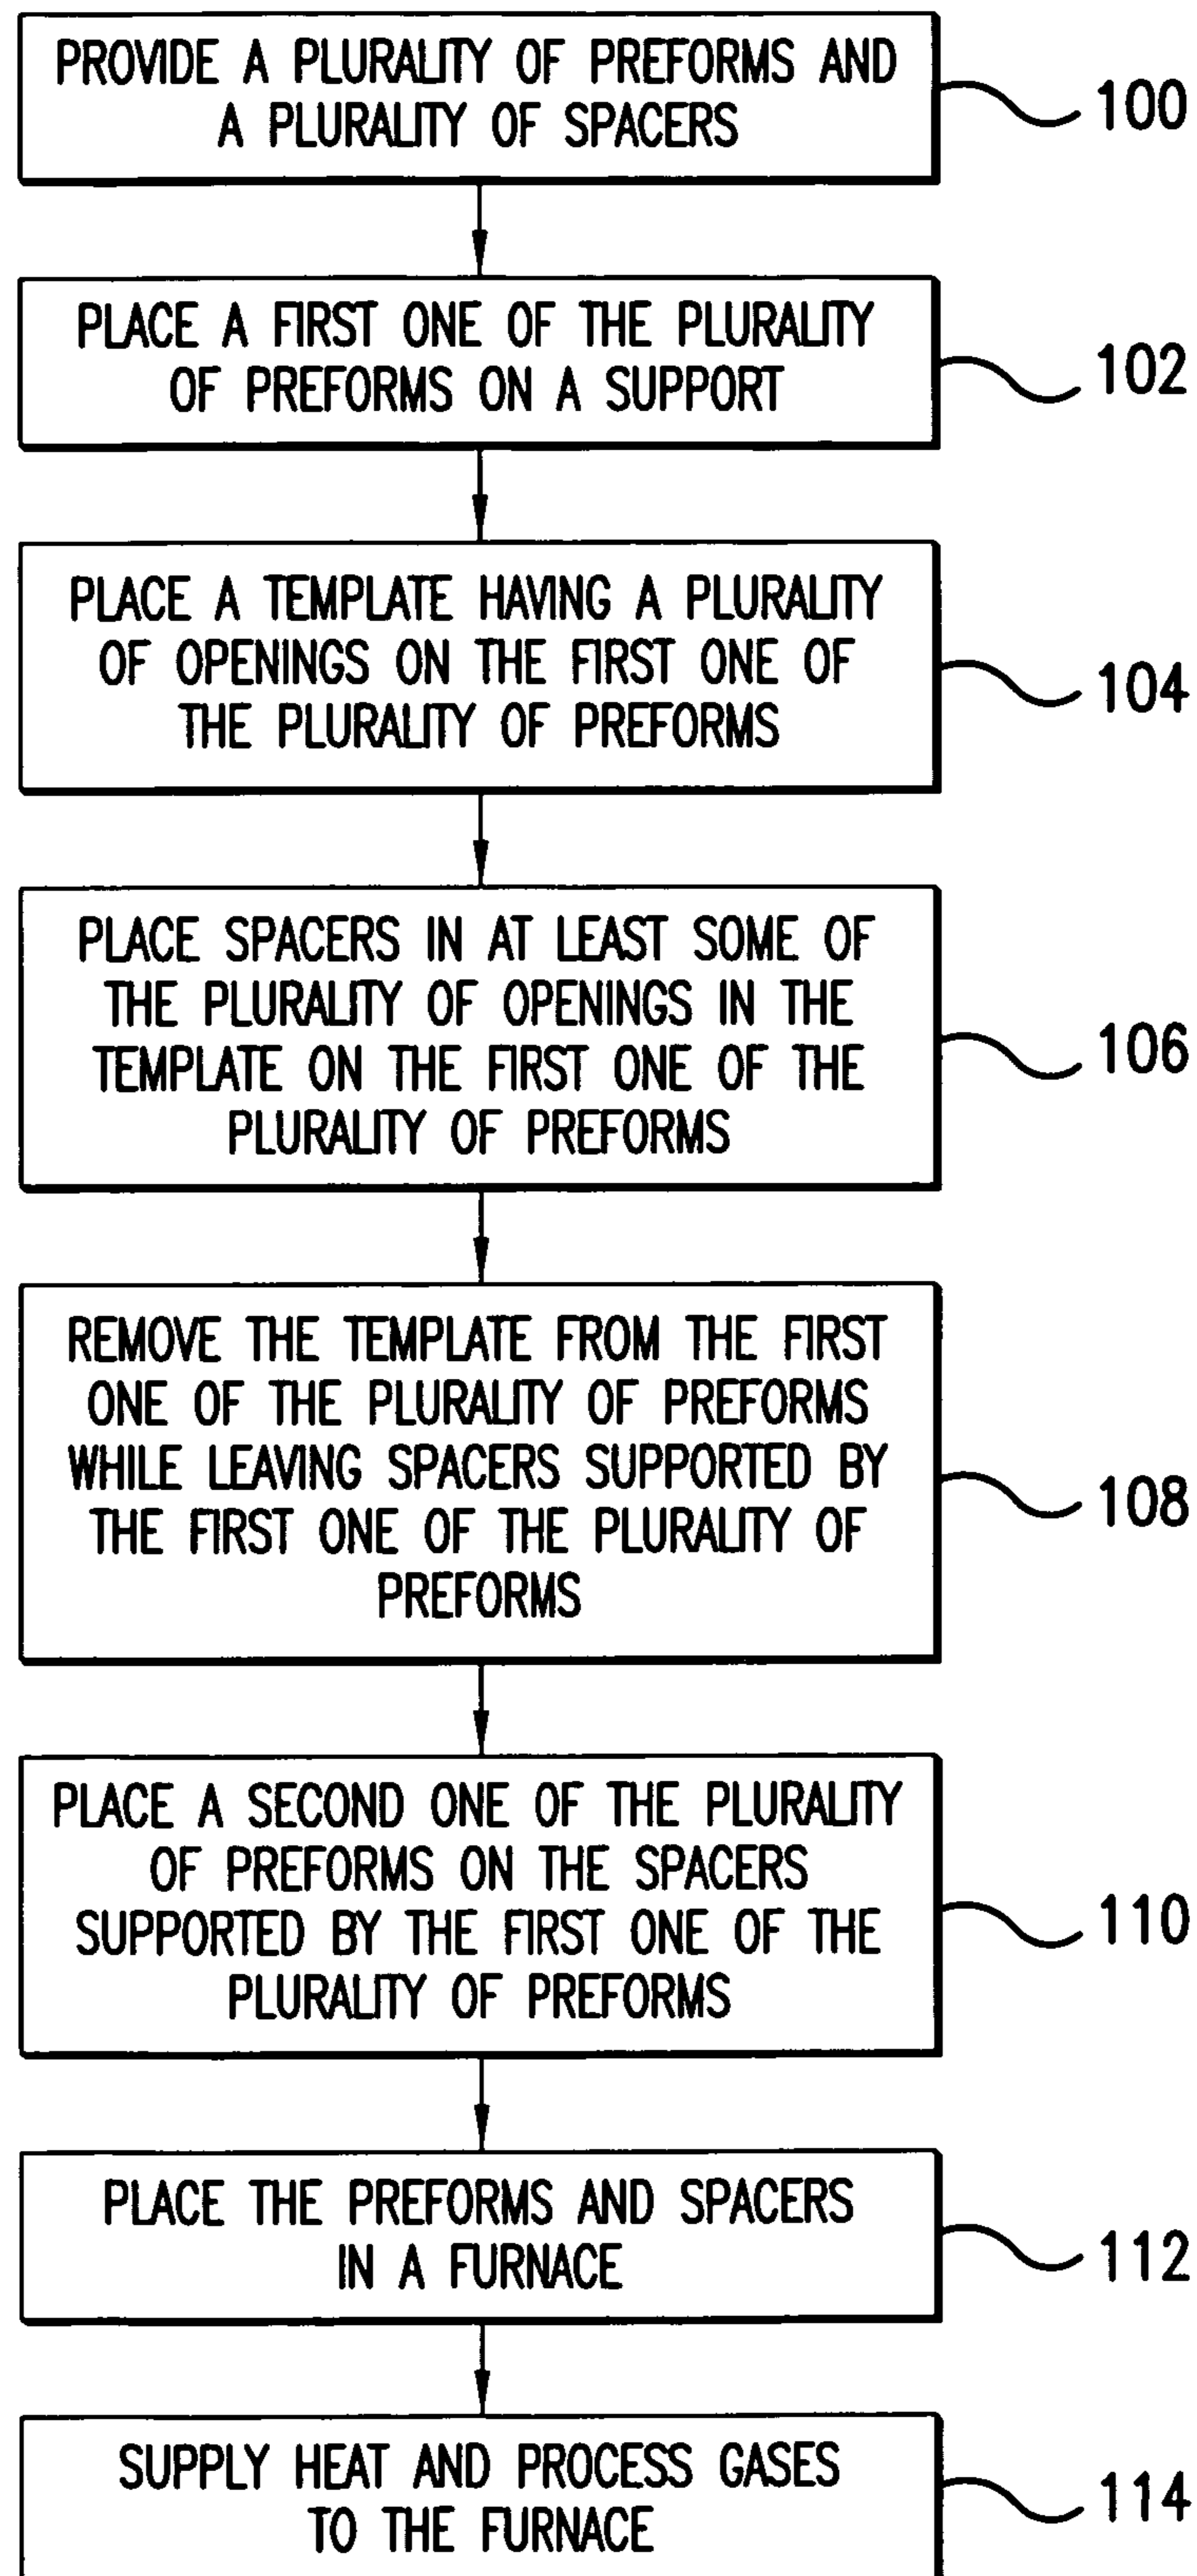 PROVIDE A PLURALITY OF PREFORMS AND
A PLURALITY OF SPACERS
100
PLACE A FIRST ONE OF THE PLURALITY
OF PREFORMS ON A SUPPORT
102
PLACE A TEMPLATE HAVING A PLURALITY
OF OPENINGS ON THE FIRST ONE OF
THE PLURALITY OF PREFORMS
104
PLACE SPACERS IN AT LEAST SOME OF
THE PLURALITY OF OPENINGS IN THE
TEMPLATE ON THE FIRST ONE OF THE
PLURALITY OF PREFORMS
106
REMOVE THE TEMPLATE FROM THE FIRST
ONE OF THE PLURALITY OF PREFORMS
WHILE LEAVING SPACERS SUPPORTED BY
THE FIRST ONE OF THE PLURALITY OF
PREFORMS
108
PLACE A SECOND ONE OF THE PLURALITY
OF PREFORMS ON THE SPACERS
SUPPORTED BY THE FIRST ONE OF THE
PLURALITY OF PREFORMS
110
PLACE THE PREFORMS AND SPACERS
IN A FURNACE
112
SUPPLY HEAT AND PROCESS GASES
TO THE FURNACE
114